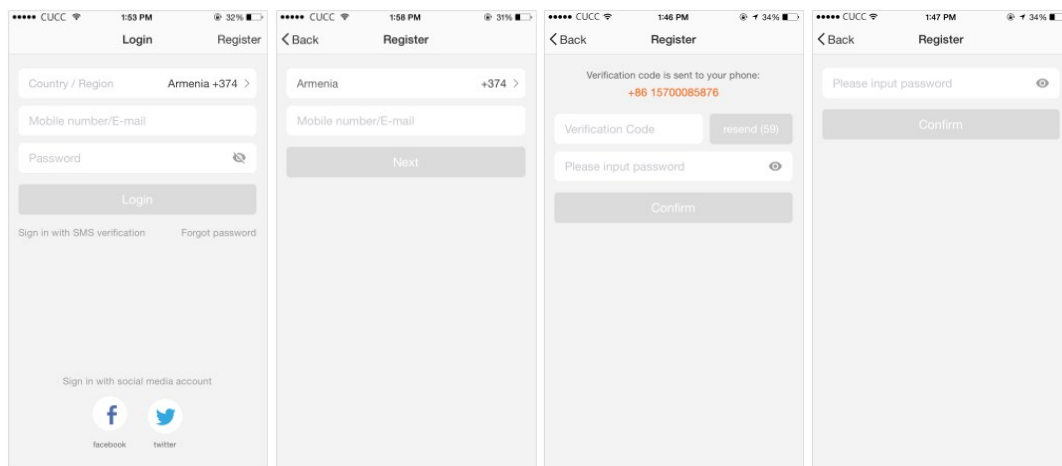 CUCC 1:53 PM 32%
Login Register
Country / Region Armenia +374 >
Mobile number/E-mail
Password
Login
Sign in with SMS verification Forgot password
Sign in with social media account
facebook twitter
CUCC 1:58 PM 31%
< Back Register
Armenia +374 >
Mobile number/E-mail
Next
CUCC 1:46 PM 34%
< Back Register
Verification code is sent to your phone:
+86 15700085876
Verification Code resend (59)
Please input password
Confirm
CUCC 1:47 PM 34%
< Back Register
Please input password
Confirm